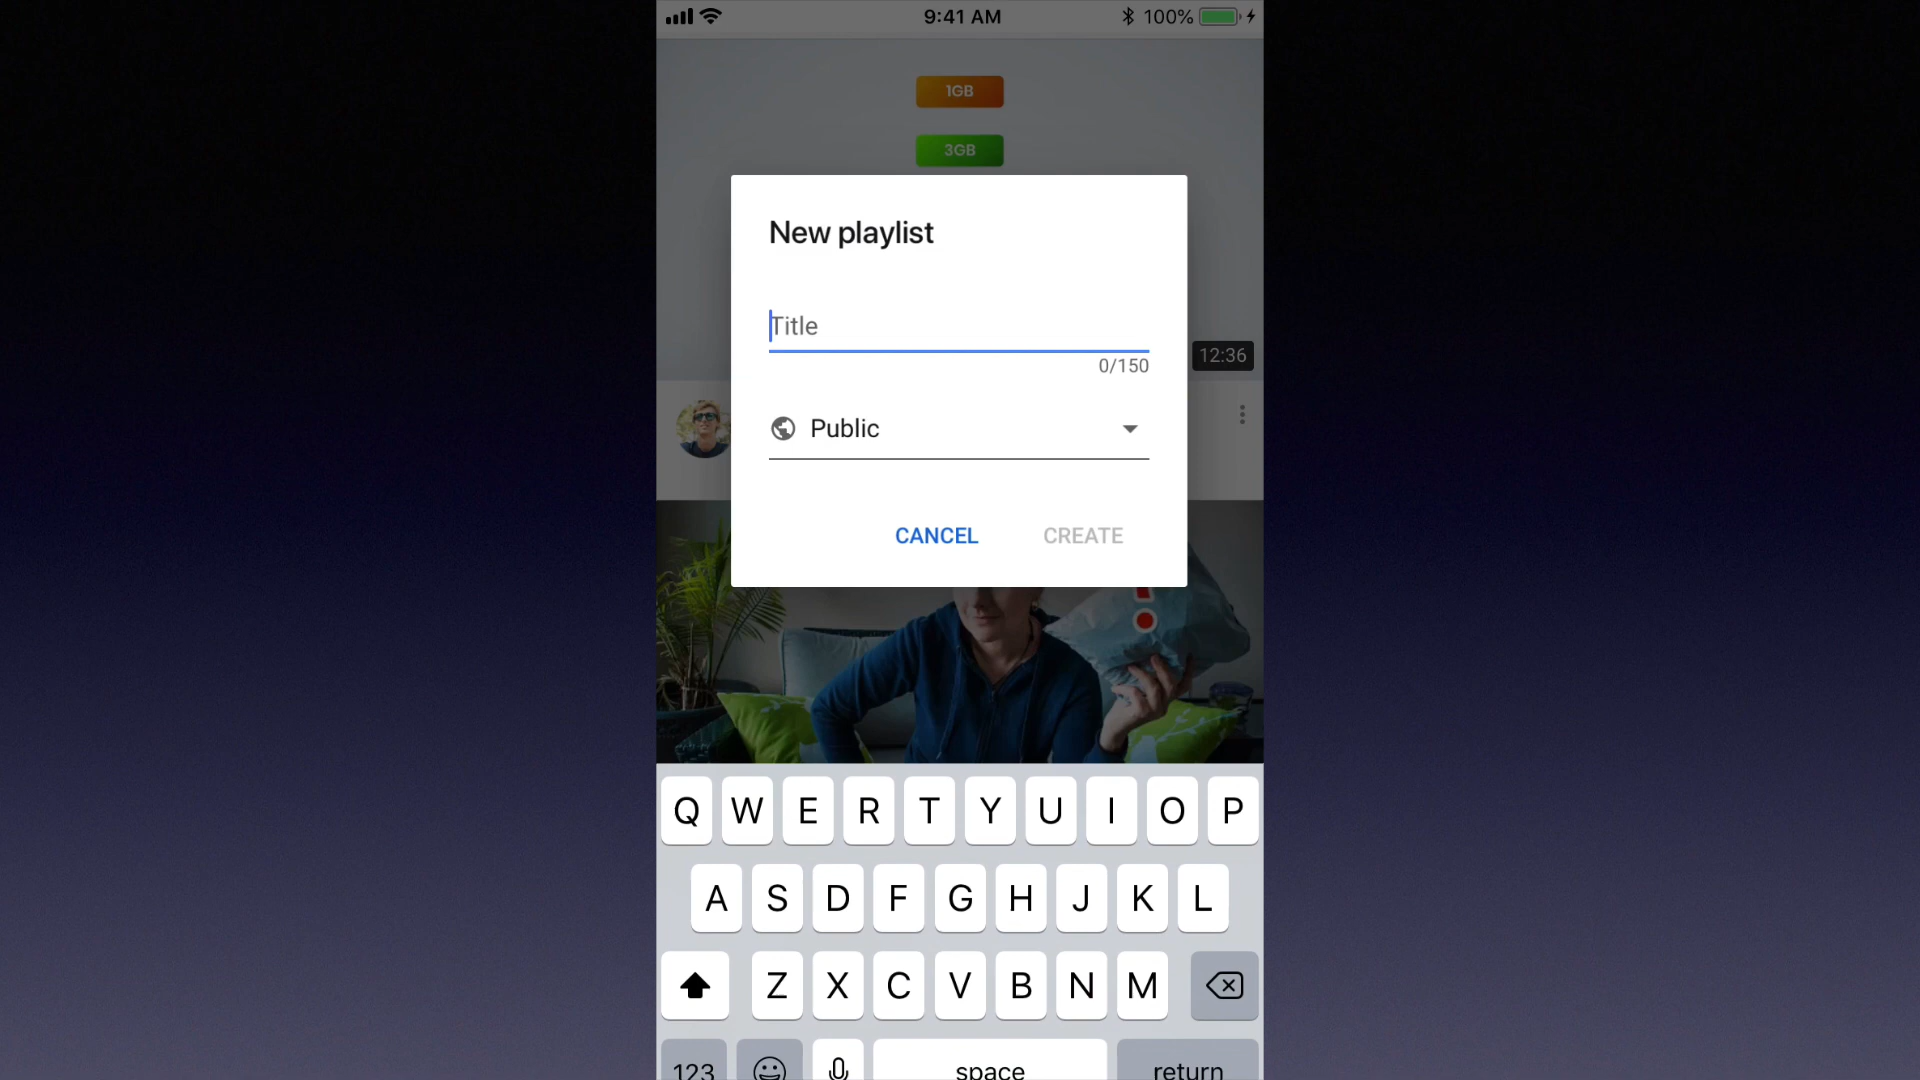 9:41 AM
100%
1GB
3GB
New playlist
Title
0/150
12:36
Public
CANCEL CREATE
Q W E R T Y U I O P
A S D F G H J K L
Z X C V B N M
123 space return